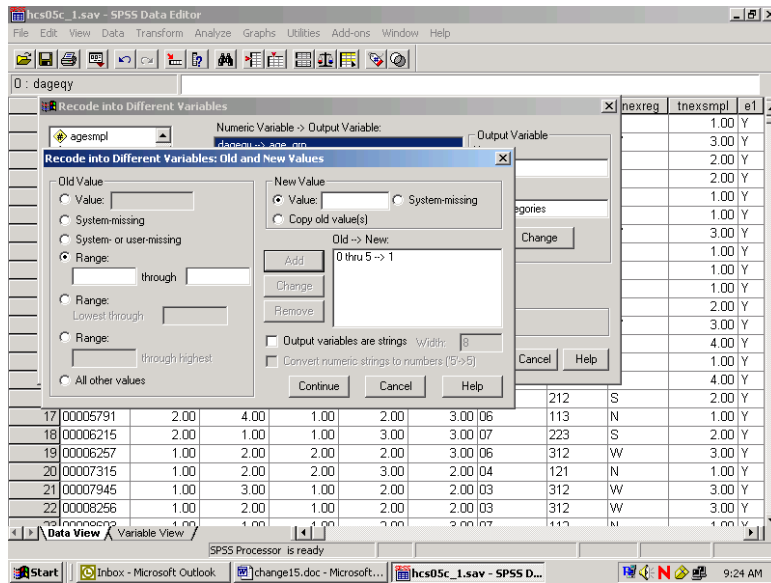 hcs05c_1.sav - SPSS Data Editor
File Edit View Data Transform Analyze Graphs Utilities Add-ons Window Help
0 : dageqy
Recode into Different Variables
nexreg tnexsmpl e1
agesmpl
Numeric Variable -> Output Variable:
Output Variable
Recode into Different Variables: Old and New Values
Old Value
Value:
System-missing
System- or user-missing
Range:
through
Range:
Lowest through
Range:
through highest
All other values
New Value
Value: System-missing
Copy old value(s)
Old --> New:
Add
Change
Remove
0 thru 5 --> 1
Output variables are strings Width: 8
Convert numeric strings to numbers ('5'->5)
Continue Cancel Help
egories
Change
Cancel Help
1.00 Y
3.00 Y
2.00 Y
2.00 Y
1.00 Y
1.00 Y
3.00 Y
1.00 Y
1.00 Y
1.00 Y
2.00 Y
3.00 Y
4.00 Y
1.00 Y
4.00 Y
212 S 2.00 Y
17 00005791 2.00 4.00 1.00 2.00 3.00 06 113 N 1.00 Y
18 00006215 2.00 1.00 1.00 3.00 3.00 07 223 S 2.00 Y
19 00006257 1.00 2.00 2.00 2.00 3.00 06 312 W 3.00 Y
20 00007315 1.00 2.00 2.00 2.00 2.00 04 121 N 1.00 Y
21 00007945 1.00 3.00 1.00 2.00 2.00 03 312 W 3.00 Y
22 00008256 1.00 2.00 1.00 2.00 2.00 03 312 W 3.00 Y
Data View Variable View
SPSS Processor is ready
Start Inbox - Microsoft Outlook change15.doc - Microsoft... hcs05c_1.sav - SPSS D... 9:24 AM